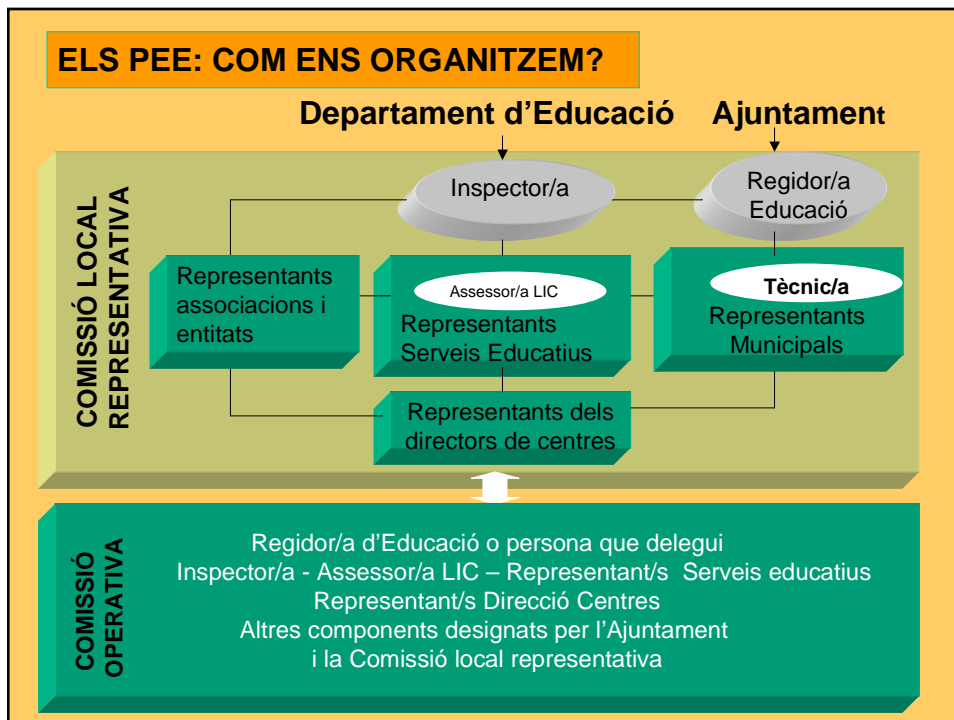 ELS PEE: COM ENS ORGANITZEM?
Departament d'Educació
Ajuntament
COMISSIÓ LOCAL
REPRESENTATIVA
Inspector/a
Regidor/a
Educació
Representants
associacions i
entitats
Assessor/a LIC
Representants
Serveis Educatius
Tècnic/a
Representants
Municipals
Representants dels
directors de centres
COMISSIÓ
OPERATIVA
Regidor/a d'Educació o persona que delegui
Inspector/a - Assessor/a LIC – Representant/s Serveis educatius
Representant/s Direcció Centres
Altres components designats per l'Ajuntament
i la Comissió local representativa